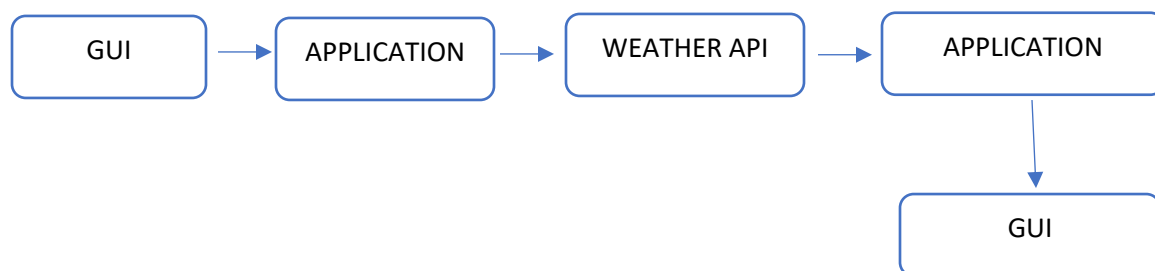 GUI
APPLICATION
WEATHER API
APPLICATION
GUI